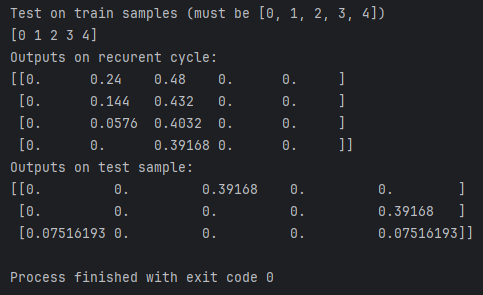 Test on train samples (must be [0, 1, 2, 3, 4])
[0 1 2 3 4]
Outputs on recurent cycle:
[[0.      0.24    0.48    0.      0.     ]
 [0.      0.144   0.432   0.      0.     ]
 [0.      0.0576  0.4032  0.      0.     ]
 [0.      0.      0.39168 0.      0.     ]]
Outputs on test sample:
[[0.         0.         0.39168    0.         0.        ]
 [0.         0.         0.         0.         0.39168   ]
 [0.07516193 0.         0.         0.         0.07516193]]
Process finished with exit code 0